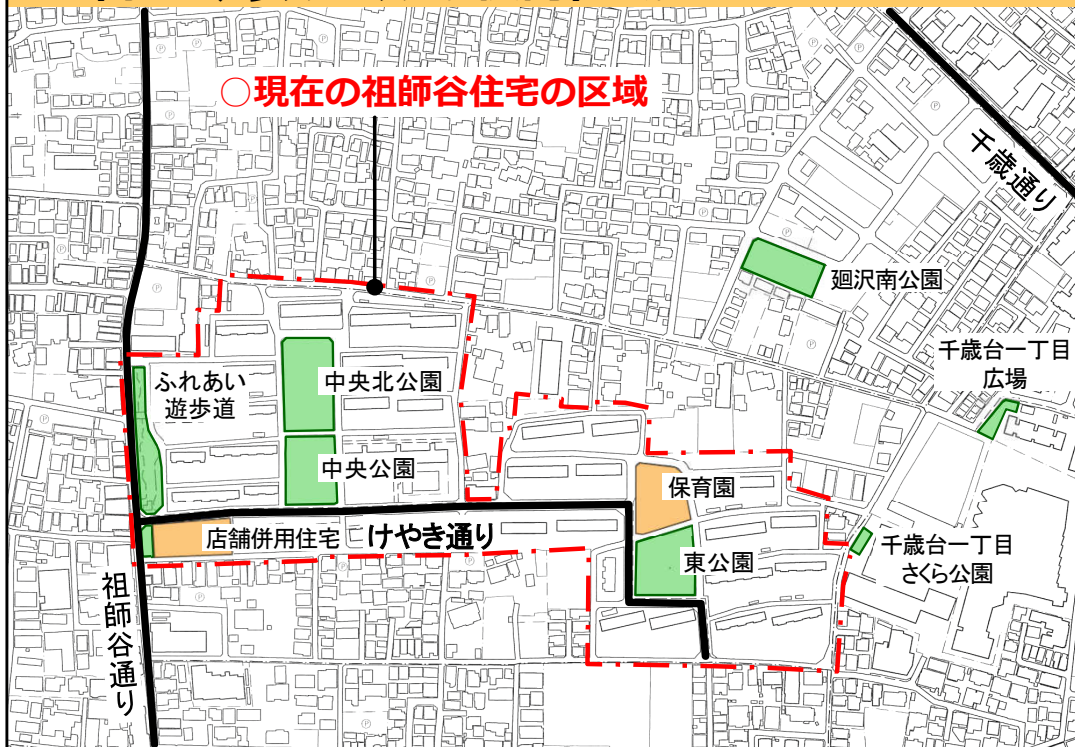 ○現在の祖師谷住宅の区域
千歳通り
廻沢南公園
千歳台一丁目
広場
ふれあい
遊歩道
中央北公園
中央公園
保育園
店舗併用住宅
けやき通り
東公園
千歳台一丁目
さくら公園
祖師谷通り